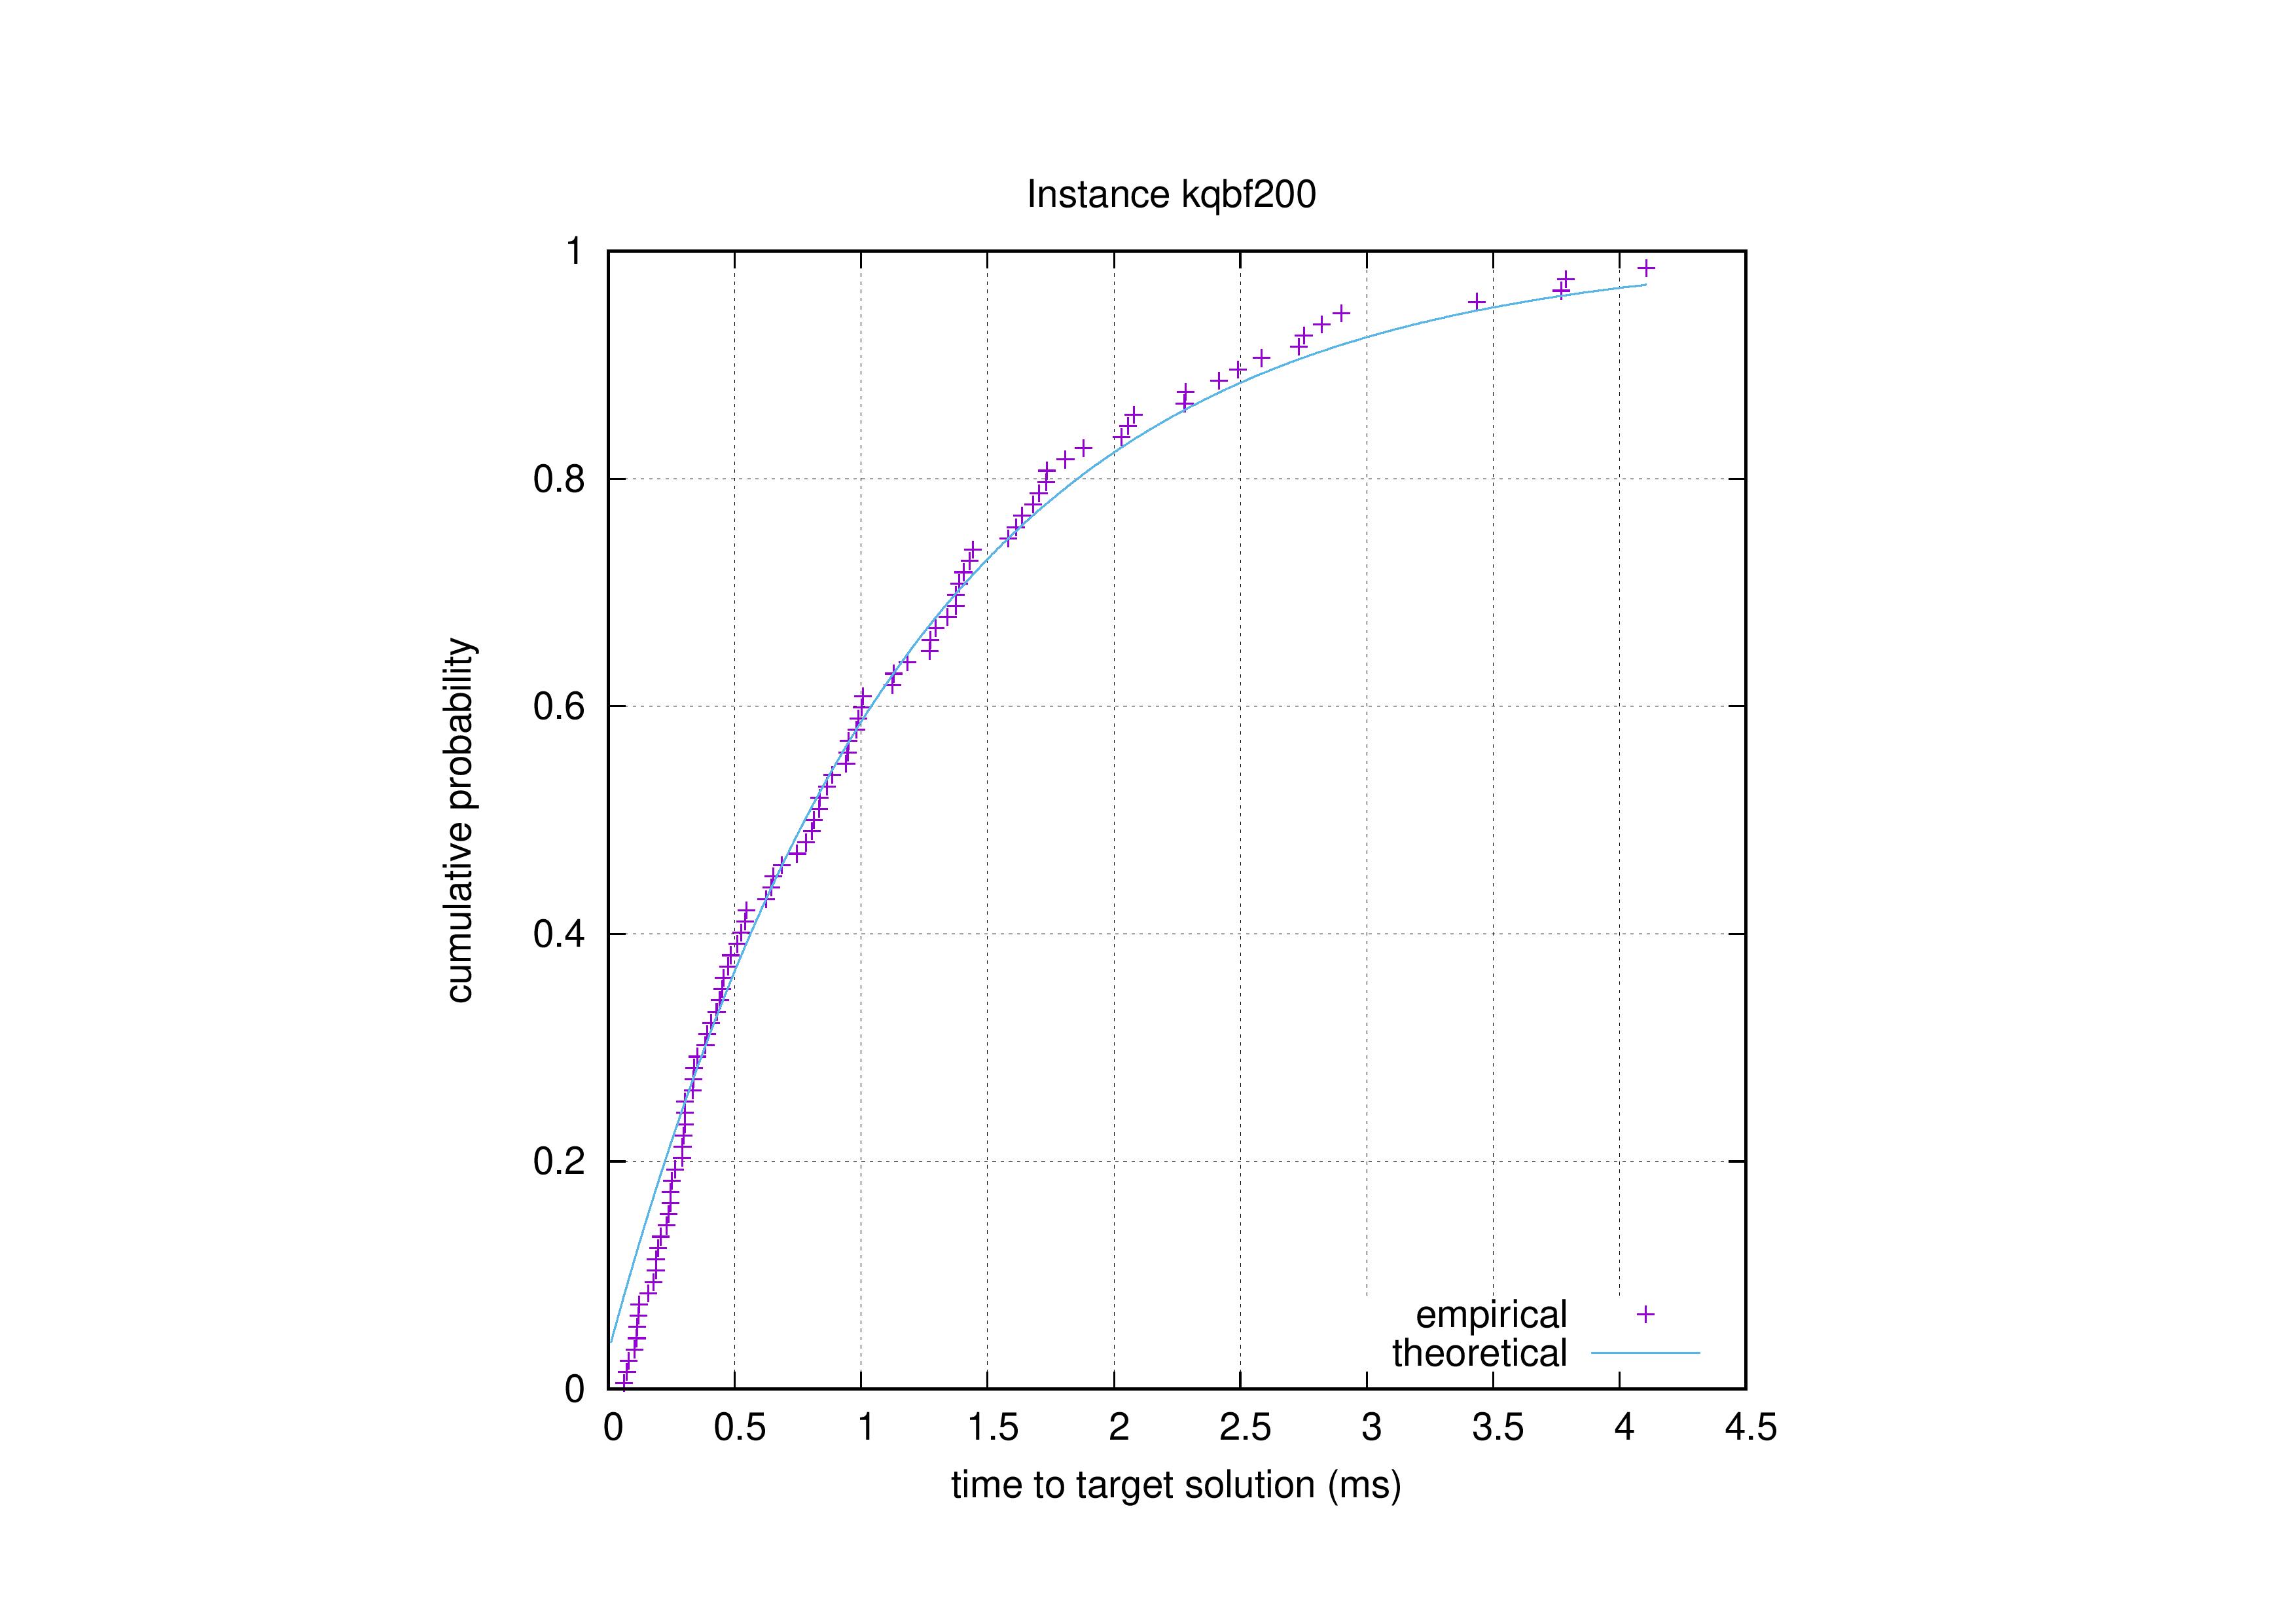 Instance kqbf200
1
0.8
0.6
0.4
0.2
0
cumulative probability
empirical
theoretical
0 0.5 1 1.5 2 2.5 3 3.5 4 4.5
time to target solution (ms)